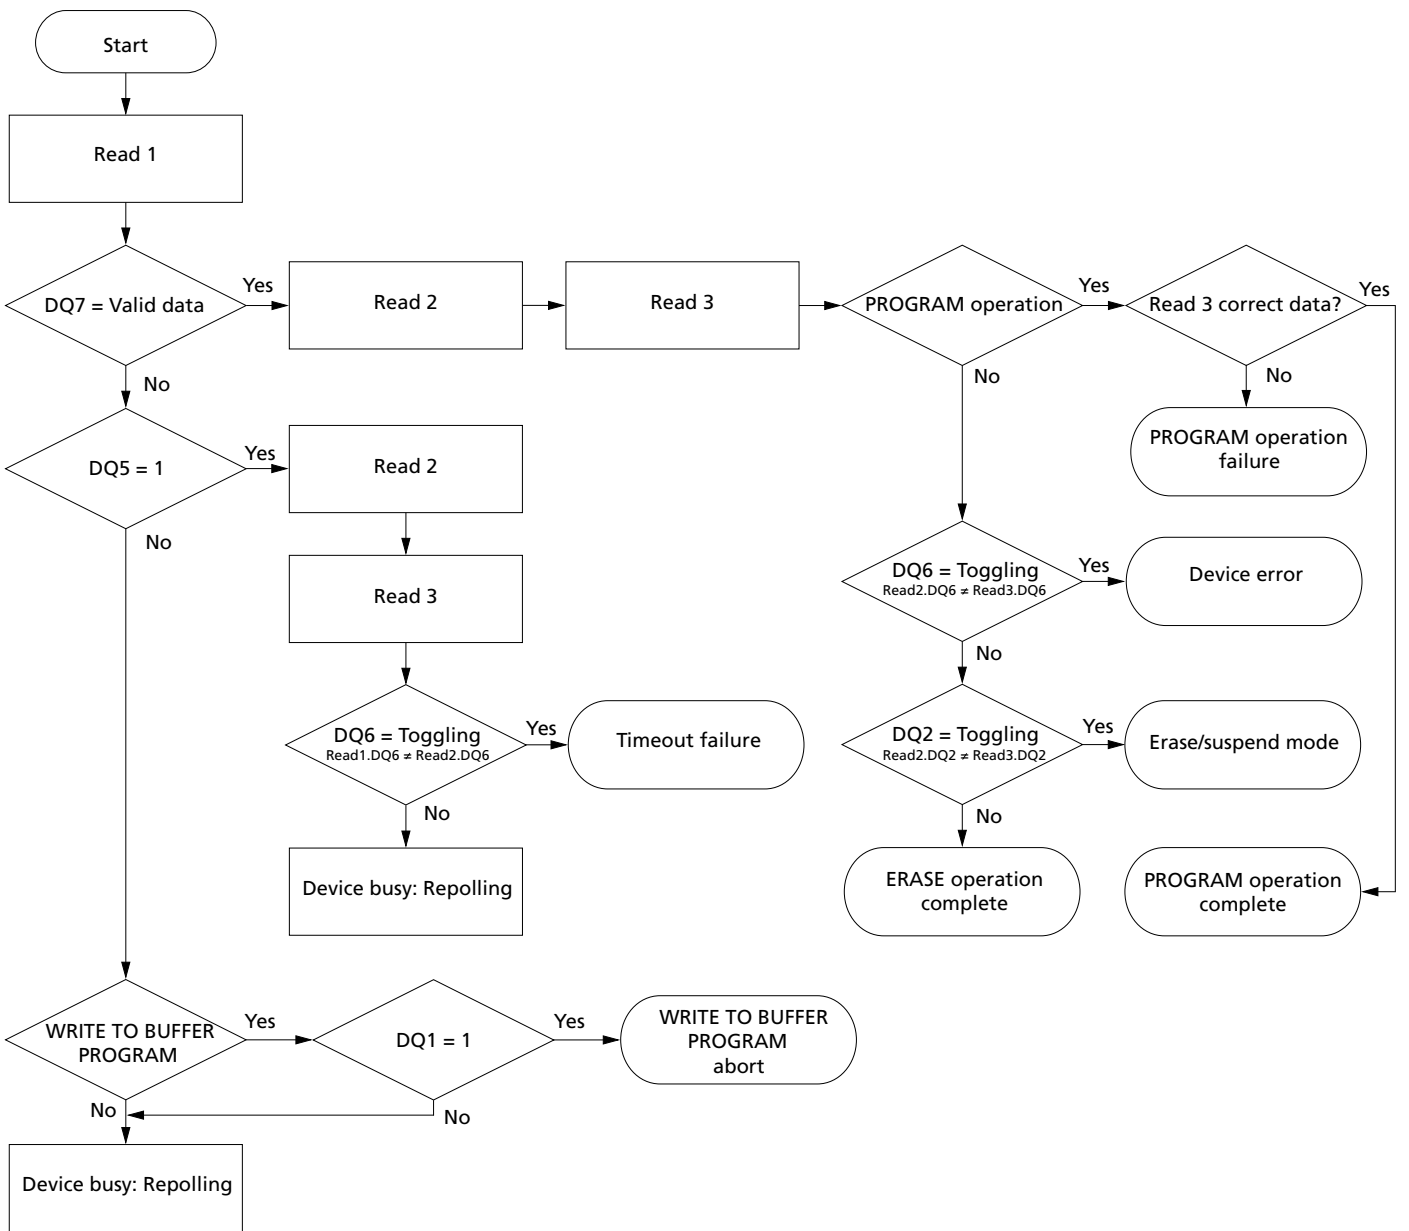 Start
Read 1
DQ7 = Valid data
Yes
No
Read 2
Read 3
PROGRAM operation
Yes
No
Read 3 correct data?
Yes
No
PROGRAM operation
failure
DQ5 = 1
Yes
No
Read 2
Read 3
DQ6 = Toggling
Read1.DQ6 ≠ Read2.DQ6
Yes
No
Timeout failure
Device busy: Repolling
DQ6 = Toggling
Read2.DQ6 ≠ Read3.DQ6
Yes
No
Device error
DQ2 = Toggling
Read2.DQ2 ≠ Read3.DQ2
Yes
No
Erase/suspend mode
ERASE operation
complete
PROGRAM operation
complete
WRITE TO BUFFER
PROGRAM
Yes
No
DQ1 = 1
Yes
No
WRITE TO BUFFER
PROGRAM
abort
Device busy: Repolling